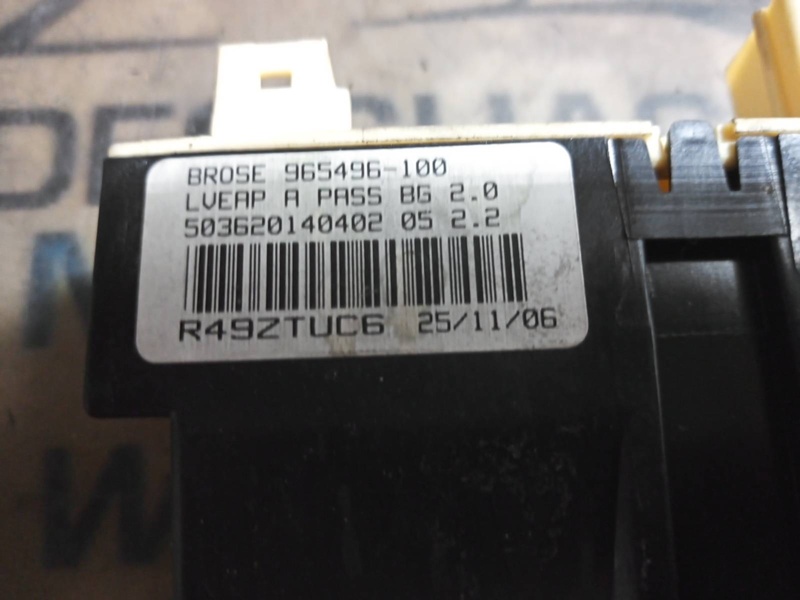 BROSE 965496-100
LVEAP A PASS BG 2.0
503620140402 05 2.2
R49ZTUC6 25/11/06